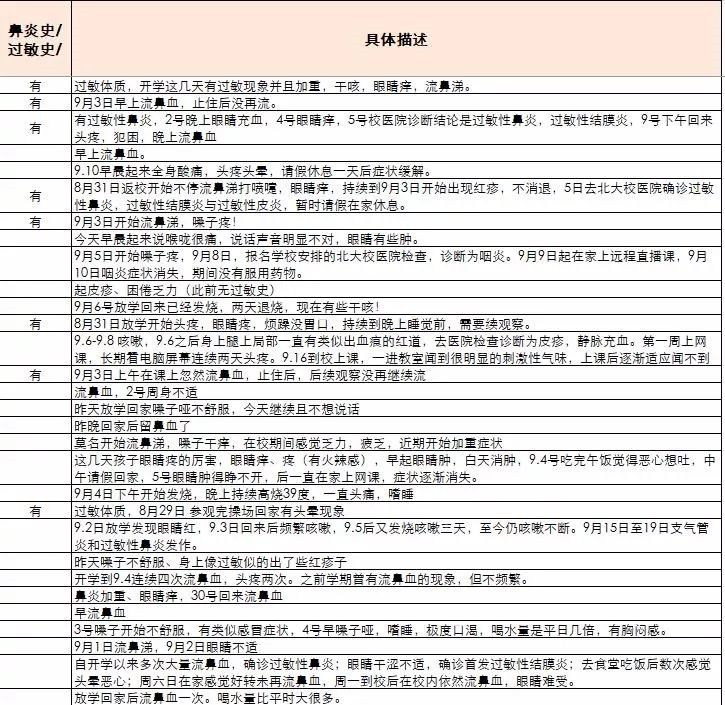 鼻炎史/
过敏史/
具体描述
有
过敏体质，开学这几天有过敏现象并且加重，干咳，眼睛痒，流鼻涕。
有
9月3日早上流鼻血，止住后没再流。
有
有过敏性鼻炎，2号晚上眼睛充血，4号眼睛痒，5号校医院诊断结论是过敏性鼻炎，过敏性结膜炎，9号下午回来
头疼，犯困，晚上流鼻血
早上流鼻血。
9.10早晨起来全身酸痛，头疼头晕，请假休息一天后症状缓解。
有
8月31日返校开始不停流鼻涕打喷嚏，眼睛痒，持续到9月3日开始出现红疹，不消退，5日去北大校医院确诊过敏
性鼻炎，过敏性结膜炎与过敏性皮炎，暂时请假在家休息。
有
9月3日开始流鼻涕，嗓子疼！
今天早晨起来说喉咙很痛，说话声音明显不对，眼睛有些肿。
9月5日开始嗓子疼，9月8日，报名学校安排的北大校医院检查，诊断为咽炎。9月9日起在家上远程直播课，9月
10日咽炎症状消失，期间没有服用药物。
起皮疹、困倦乏力（此前无过敏史）
9月6号放学回来已经发烧，两天退烧，现在有些干咳！
有
8月31日放学开始头疼，眼睛疼，烦躁没胃口，持续到晚上睡觉前，需要续观察。
9.6-9.8 咳嗽，9.6之后身上腿上局部一直有类似出血痕的红道，去医院检查诊断为皮疹，静脉充血。第一周上网
课，长期看电脑屏幕连续两天头疼。9.16到校上课，一进教室闻到很明显的刺激性气味，上课后逐渐适应闻不到
有
9月3日上午在课上忽然流鼻血，止住后，后续观察没再继续流
流鼻血，2号周身不适
昨天放学回家嗓子哑不舒服，今天继续且不想说话
昨晚回家后留鼻血了
莫名开始流鼻涕，嗓子干痒，在校期间感觉乏力，疲乏，近期开始加重症状
这几天孩子眼睛疼的厉害，眼睛痒、疼（有火辣感），早起眼睛肿，白天消肿，9.4号吃完午饭觉得恶心想吐，中
午请假回家，5号眼睛肿得睁不开，后一直在家上网课，症状逐渐消失。
9月4日下午开始发烧，晚上持续高烧39度，一直头痛，嗜睡
有
过敏体质，8月29日 参观完操场回家有头晕现象
9.2日放学发现眼睛红，9.3日回来后频繁咳嗽，9.5后又发烧咳嗽三天，至今仍咳嗽不断。9月15日至19日支气管
炎和过敏性鼻炎发作。
昨天嗓子不舒服、身上像过敏似的出了些红疹子
开学到9.4连续四次流鼻血，头疼两次。之前学期曾有流鼻血的现象，但不频繁。
鼻炎加重、眼睛痒，30号回来流鼻血
早流鼻血
3号嗓子开始不舒服，有类似感冒症状，4号早嗓子哑，嗜睡，极度口渴，喝水量是平日几倍，有胸闷感。
9月1日流鼻涕，9月2日眼睛不适
自开学以来多次大量流鼻血，确诊过敏性鼻炎；眼睛干涩不适，确诊首发过敏性结膜炎；去食堂吃饭后数次感觉
头晕恶心；周六日在家感觉好转未再流鼻血，周一到校后在校内依然流鼻血，眼睛难受。
放学回家后流鼻血一次。喝水量比平时大很多。